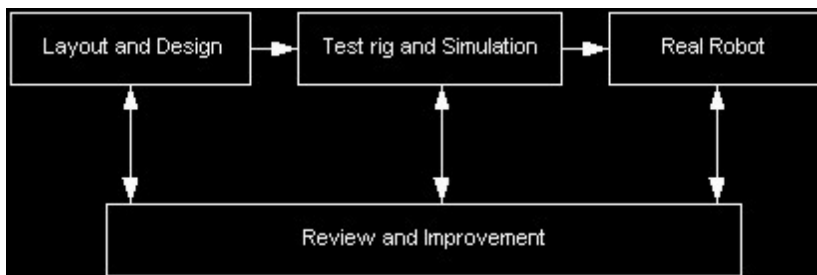 Layout and Design
Test rig and Simulation
Real Robot
Review and Improvement